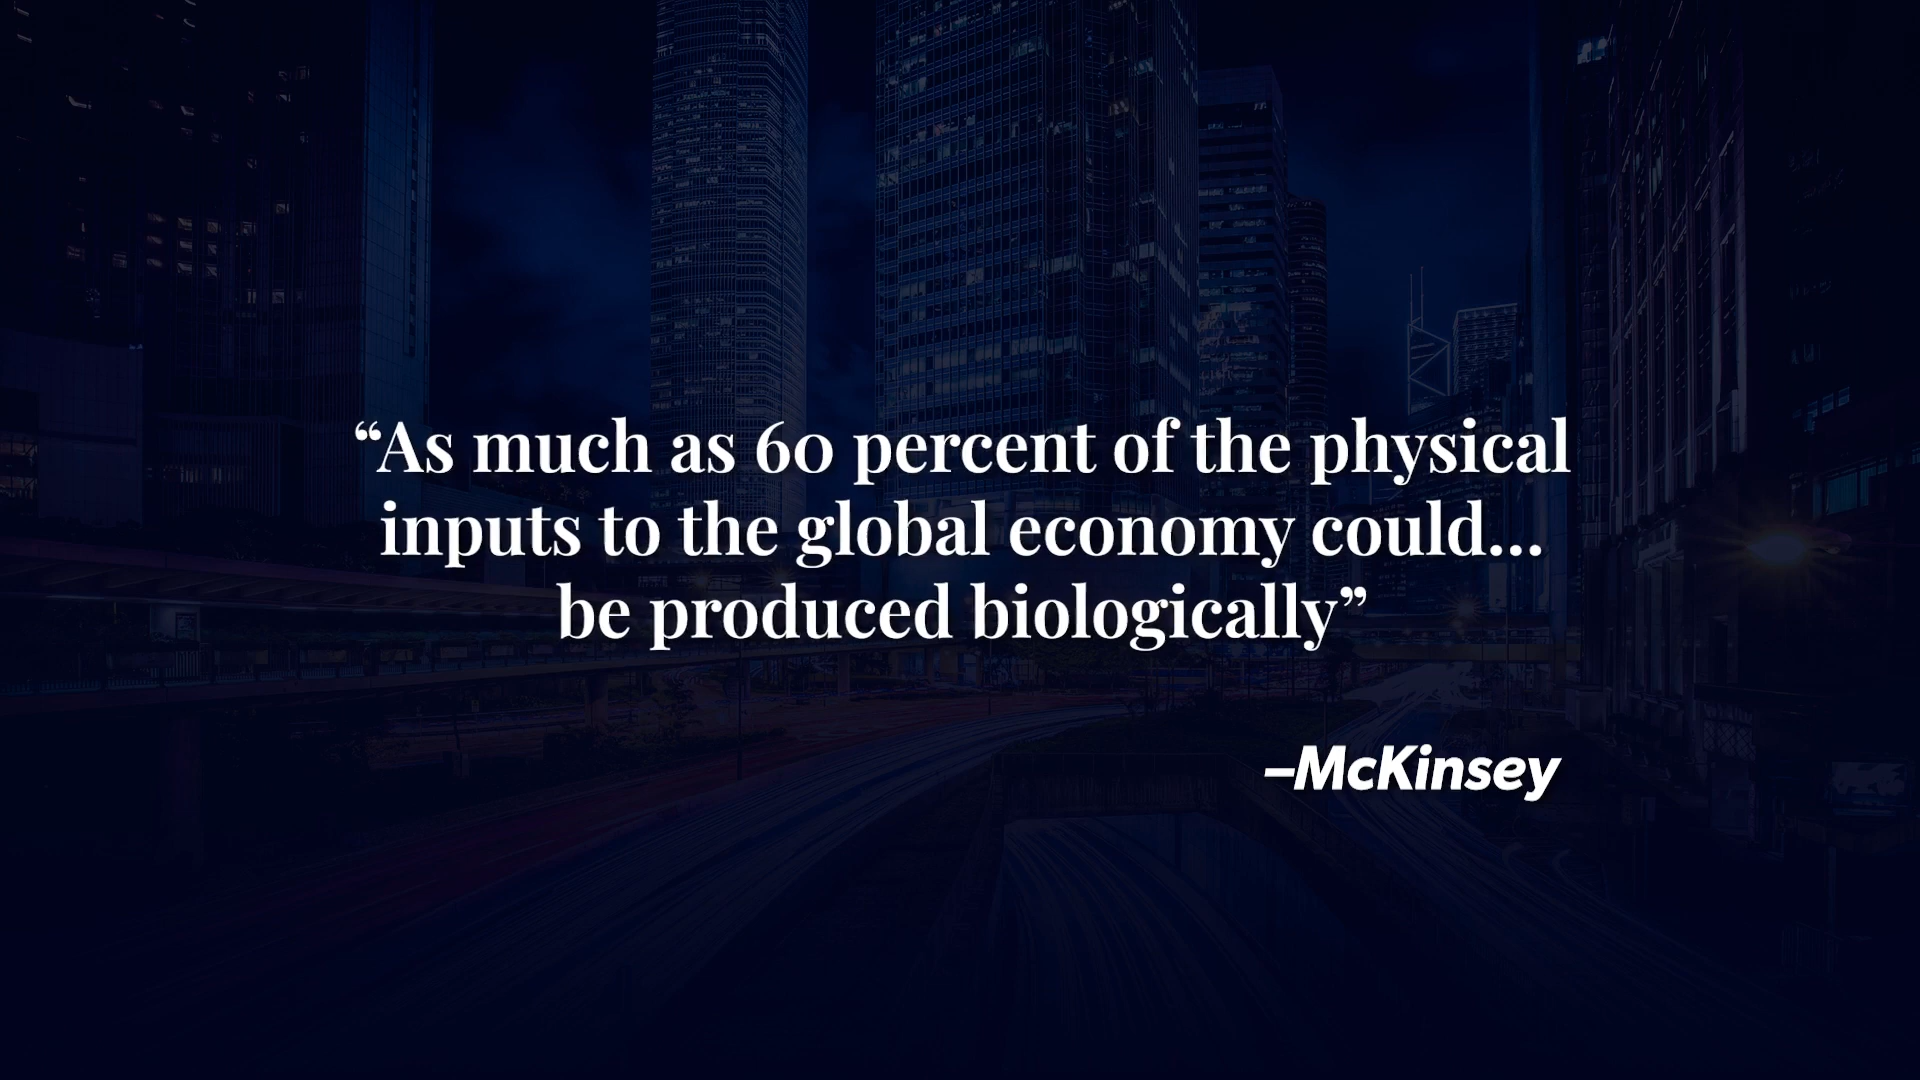 “As much as 60 percent of the physical
inputs to the global economy could...
be produced biologically”
–McKinsey